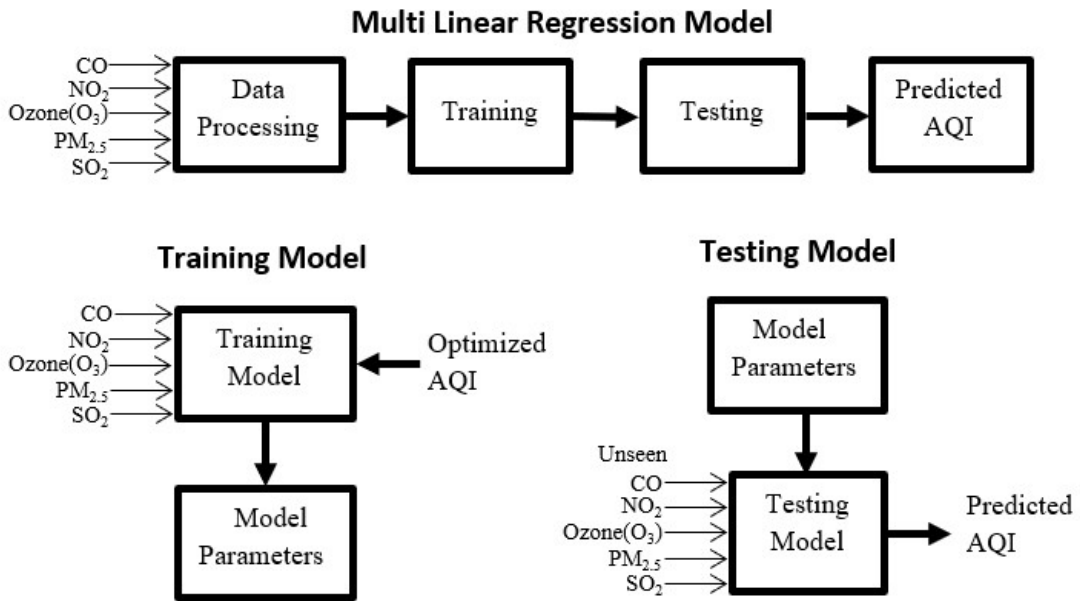 Multi Linear Regression Model
CO
NO₂
Ozone(O₃)
PM₂.₅
SO₂
Data
Processing
Training
Testing
Predicted
AQI
Training Model
CO
NO₂
Ozone(O₃)
PM₂.₅
SO₂
Training
Model
Optimized
AQI
Model
Parameters
Testing Model
Model
Parameters
Unseen
CO
NO₂
Ozone(O₃)
PM₂.₅
SO₂
Testing
Model
Predicted
AQI